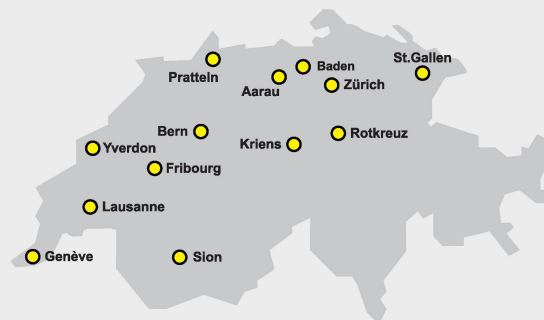 St.Gallen
Baden
Pratteln
Aarau
Zürich
Bern
Rotkreuz
Kriens
Yverdon
Fribourg
Lausanne
Genève
Sion